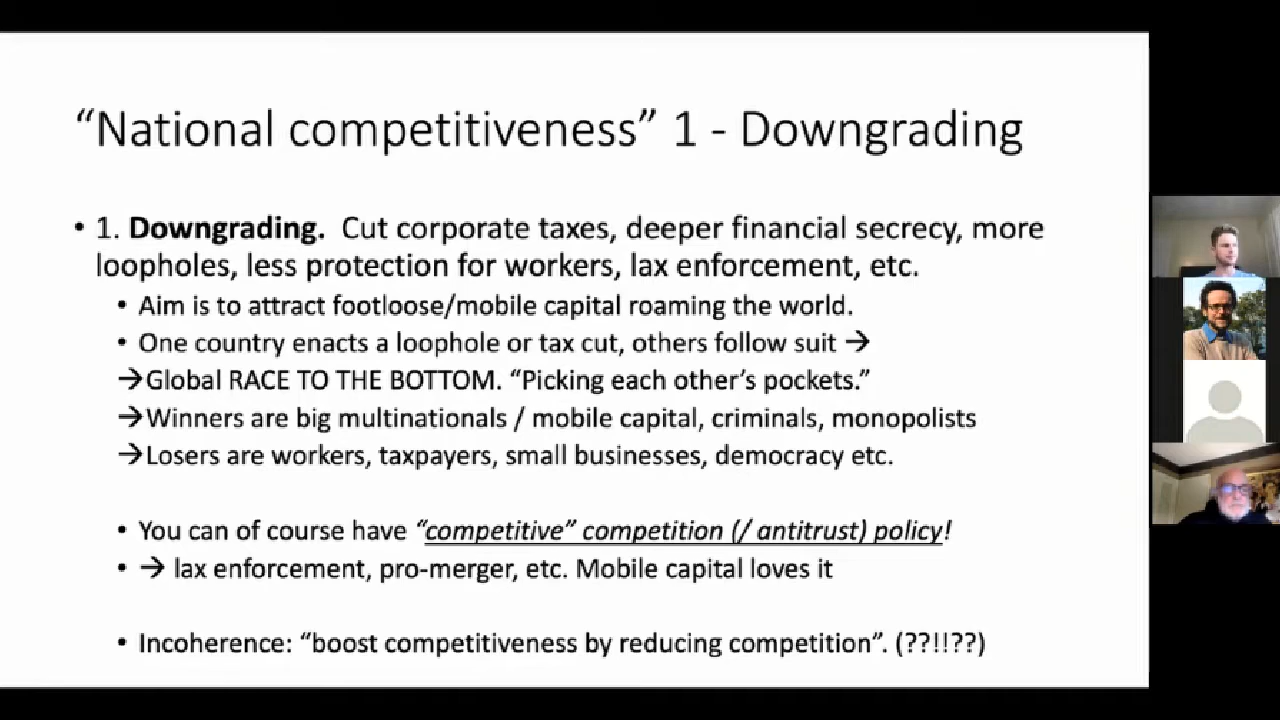 “National competitiveness” 1 - Downgrading
• 1. Downgrading. Cut corporate taxes, deeper financial secrecy, more
loopholes, less protection for workers, lax enforcement, etc.
• Aim is to attract footloose/mobile capital roaming the world.
• One country enacts a loophole or tax cut, others follow suit →
→Global RACE TO THE BOTTOM. “Picking each other’s pockets.”
→Winners are big multinationals / mobile capital, criminals, monopolists
→Losers are workers, taxpayers, small businesses, democracy etc.
• You can of course have “competitive” competition (/ antitrust) policy!
• → lax enforcement, pro-merger, etc. Mobile capital loves it
• Incoherence: “boost competitiveness by reducing competition”. (??!!??)